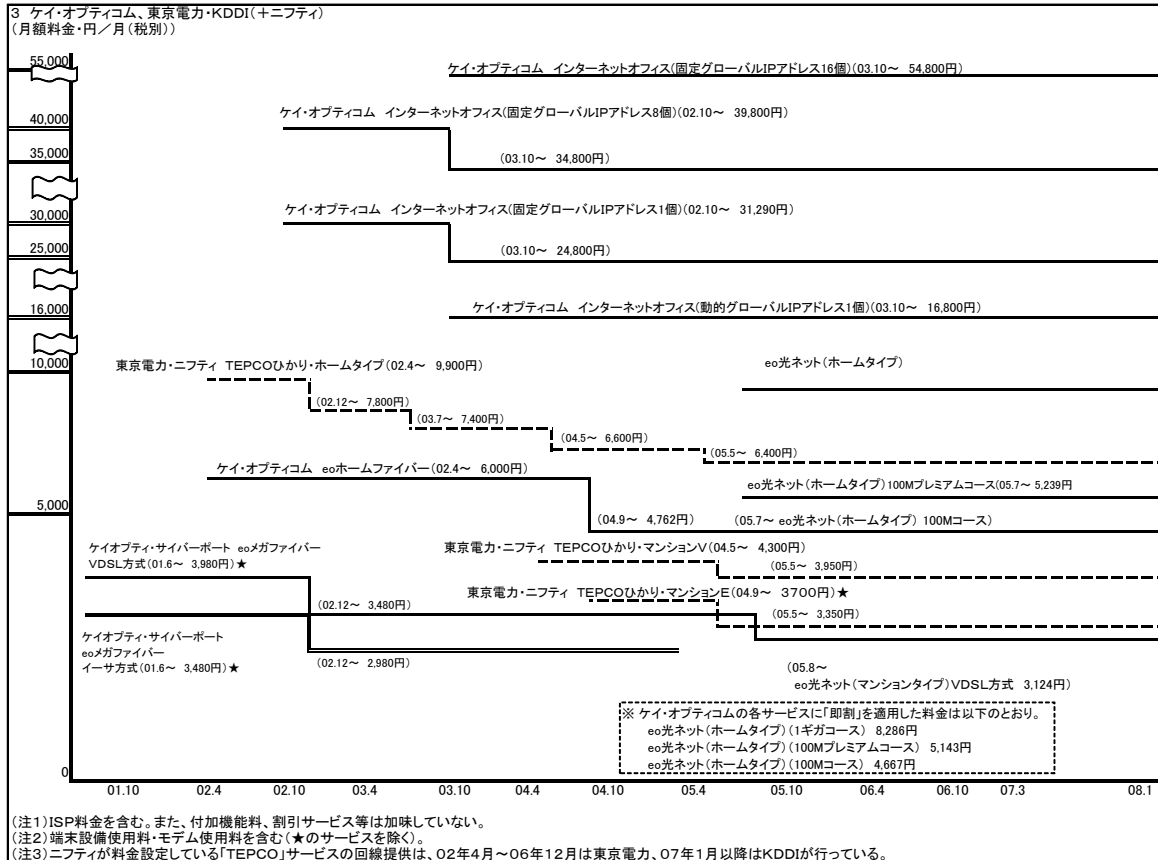 3 ケイ・オプティコム、東京電力・KDDI(+ニフティ)
(月額料金・円／月(税別))
55,000
ケイ・オプティコム インターネットオフィス(固定グローバルIPアドレス16個)(03.10～ 54,800円)
ケイ・オプティコム インターネットオフィス(固定グローバルIPアドレス8個)(02.10～ 39,800円)
40,000
35,000
(03.10～ 34,800円)
ケイ・オプティコム インターネットオフィス(固定グローバルIPアドレス1個)(02.10～ 31,290円)
30,000
25,000
(03.10～ 24,800円)
16,000
ケイ・オプティコム インターネットオフィス(動的グローバルIPアドレス1個)(03.10～ 16,800円)
10,000
東京電力・ニフティ TEPCOひかり・ホームタイプ(02.4～ 9,900円)
eo光ネット(ホームタイプ)
(02.12～ 7,800円)
(03.7～ 7,400円)
(04.5～ 6,600円)
(05.5～ 6,400円)
ケイ・オプティコム eoホームファイバー(02.4～ 6,000円)
eo光ネット(ホームタイプ)100Mプレミアムコース(05.7～ 5,239円
5,000
(04.9～ 4,762円)
(05.7～ eo光ネット(ホームタイプ) 100Mコース)
ケイオプティ・サイバーポート eoメガファイバー
VDSL方式(01.6～ 3,980円)★
東京電力・ニフティ TEPCOひかり・マンションV(04.5～ 4,300円)
(05.5～ 3,950円)
東京電力・ニフティ TEPCOひかり・マンションE(04.9～ 3700円)★
(02.12～ 3,480円)
(05.5～ 3,350円)
ケイオプティ・サイバーポート
eoメガファイバー
イーサ方式(01.6～ 3,480円)★
(02.12～ 2,980円)
(05.8～
eo光ネット(マンションタイプ)VDSL方式 3,124円)
※ ケイ・オプティコムの各サービスに「即割」を適用した料金は以下のとおり。
eo光ネット(ホームタイプ)(1ギガコース) 8,286円
eo光ネット(ホームタイプ)(100Mプレミアムコース) 5,143円
eo光ネット(ホームタイプ)(100Mコース) 4,667円
0
01.10 02.4 02.10 03.4 03.10 04.4 04.10 05.4 05.10 06.4 06.10 07.3 08.1
(注1)ISP料金を含む。また、付加機能料、割引サービス等は加味していない。
(注2)端末設備使用料・モデム使用料を含む(★のサービスを除く)。
(注3)ニフティが料金設定している「TEPCO」サービスの回線提供は、02年4月～06年12月は東京電力、07年1月以降はKDDIが行っている。